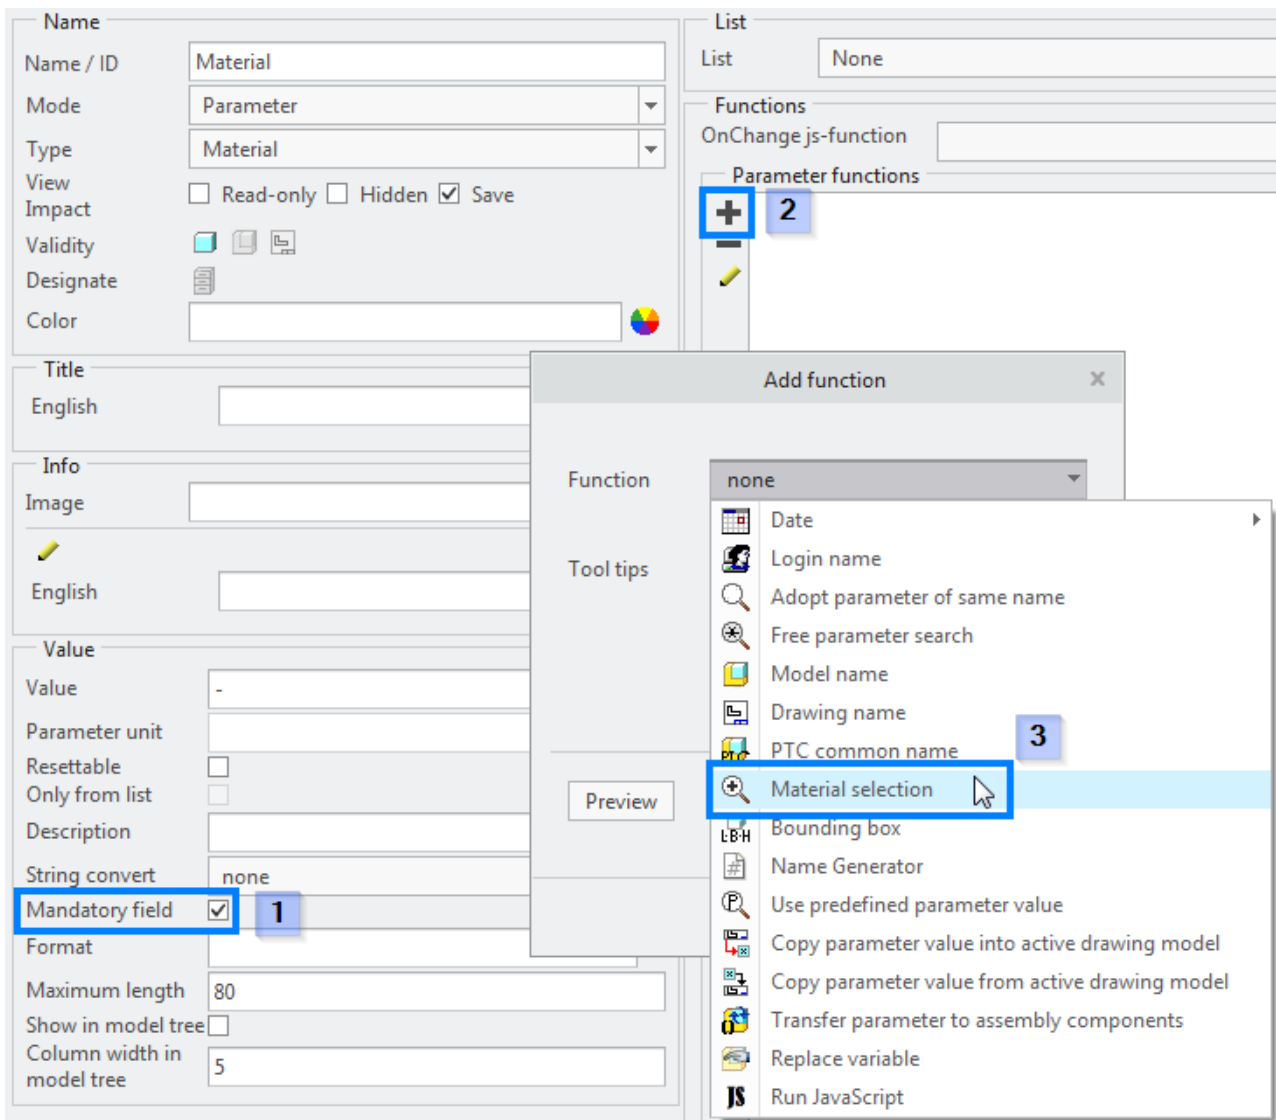 Name
Name / ID
Material
Mode
Parameter
Type
Material
View
Impact
Read-only
Hidden
Save
Validity
Designate
Color
Title
English
Info
Image
English
Value
Value
-
Parameter unit
Resettable
Only from list
Description
String convert
none
Mandatory field
1
Format
Maximum length
80
Show in model tree
Column width in
model tree
5
List
List
None
Functions
OnChange js-function
Parameter functions
2
Add function
Function
none
Tool tips
Preview
Date
Login name
Adopt parameter of same name
Free parameter search
Model name
Drawing name
PTC common name
3
Material selection
L·B·H
Bounding box
Name Generator
Use predefined parameter value
Copy parameter value into active drawing model
Copy parameter value from active drawing model
Transfer parameter to assembly components
Replace variable
JS
Run JavaScript